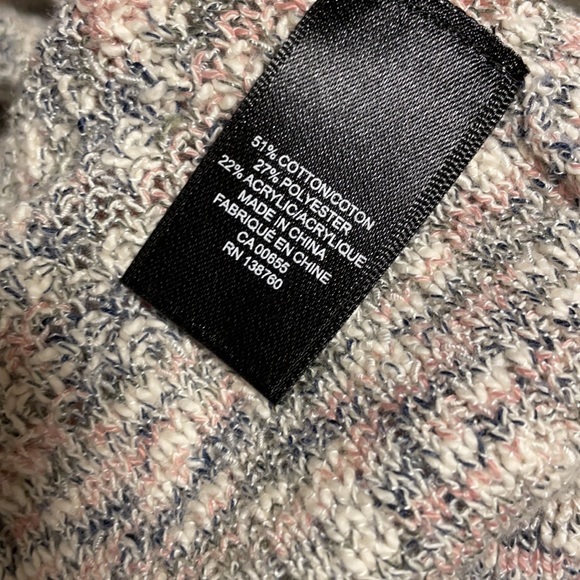 51% COTTON/COTON
27% POLYESTER
22% ACRYLIC/ACRYLIQUE
MADE IN CHINA
FABRIQUÉ EN CHINE
CA 00655
RN 138760